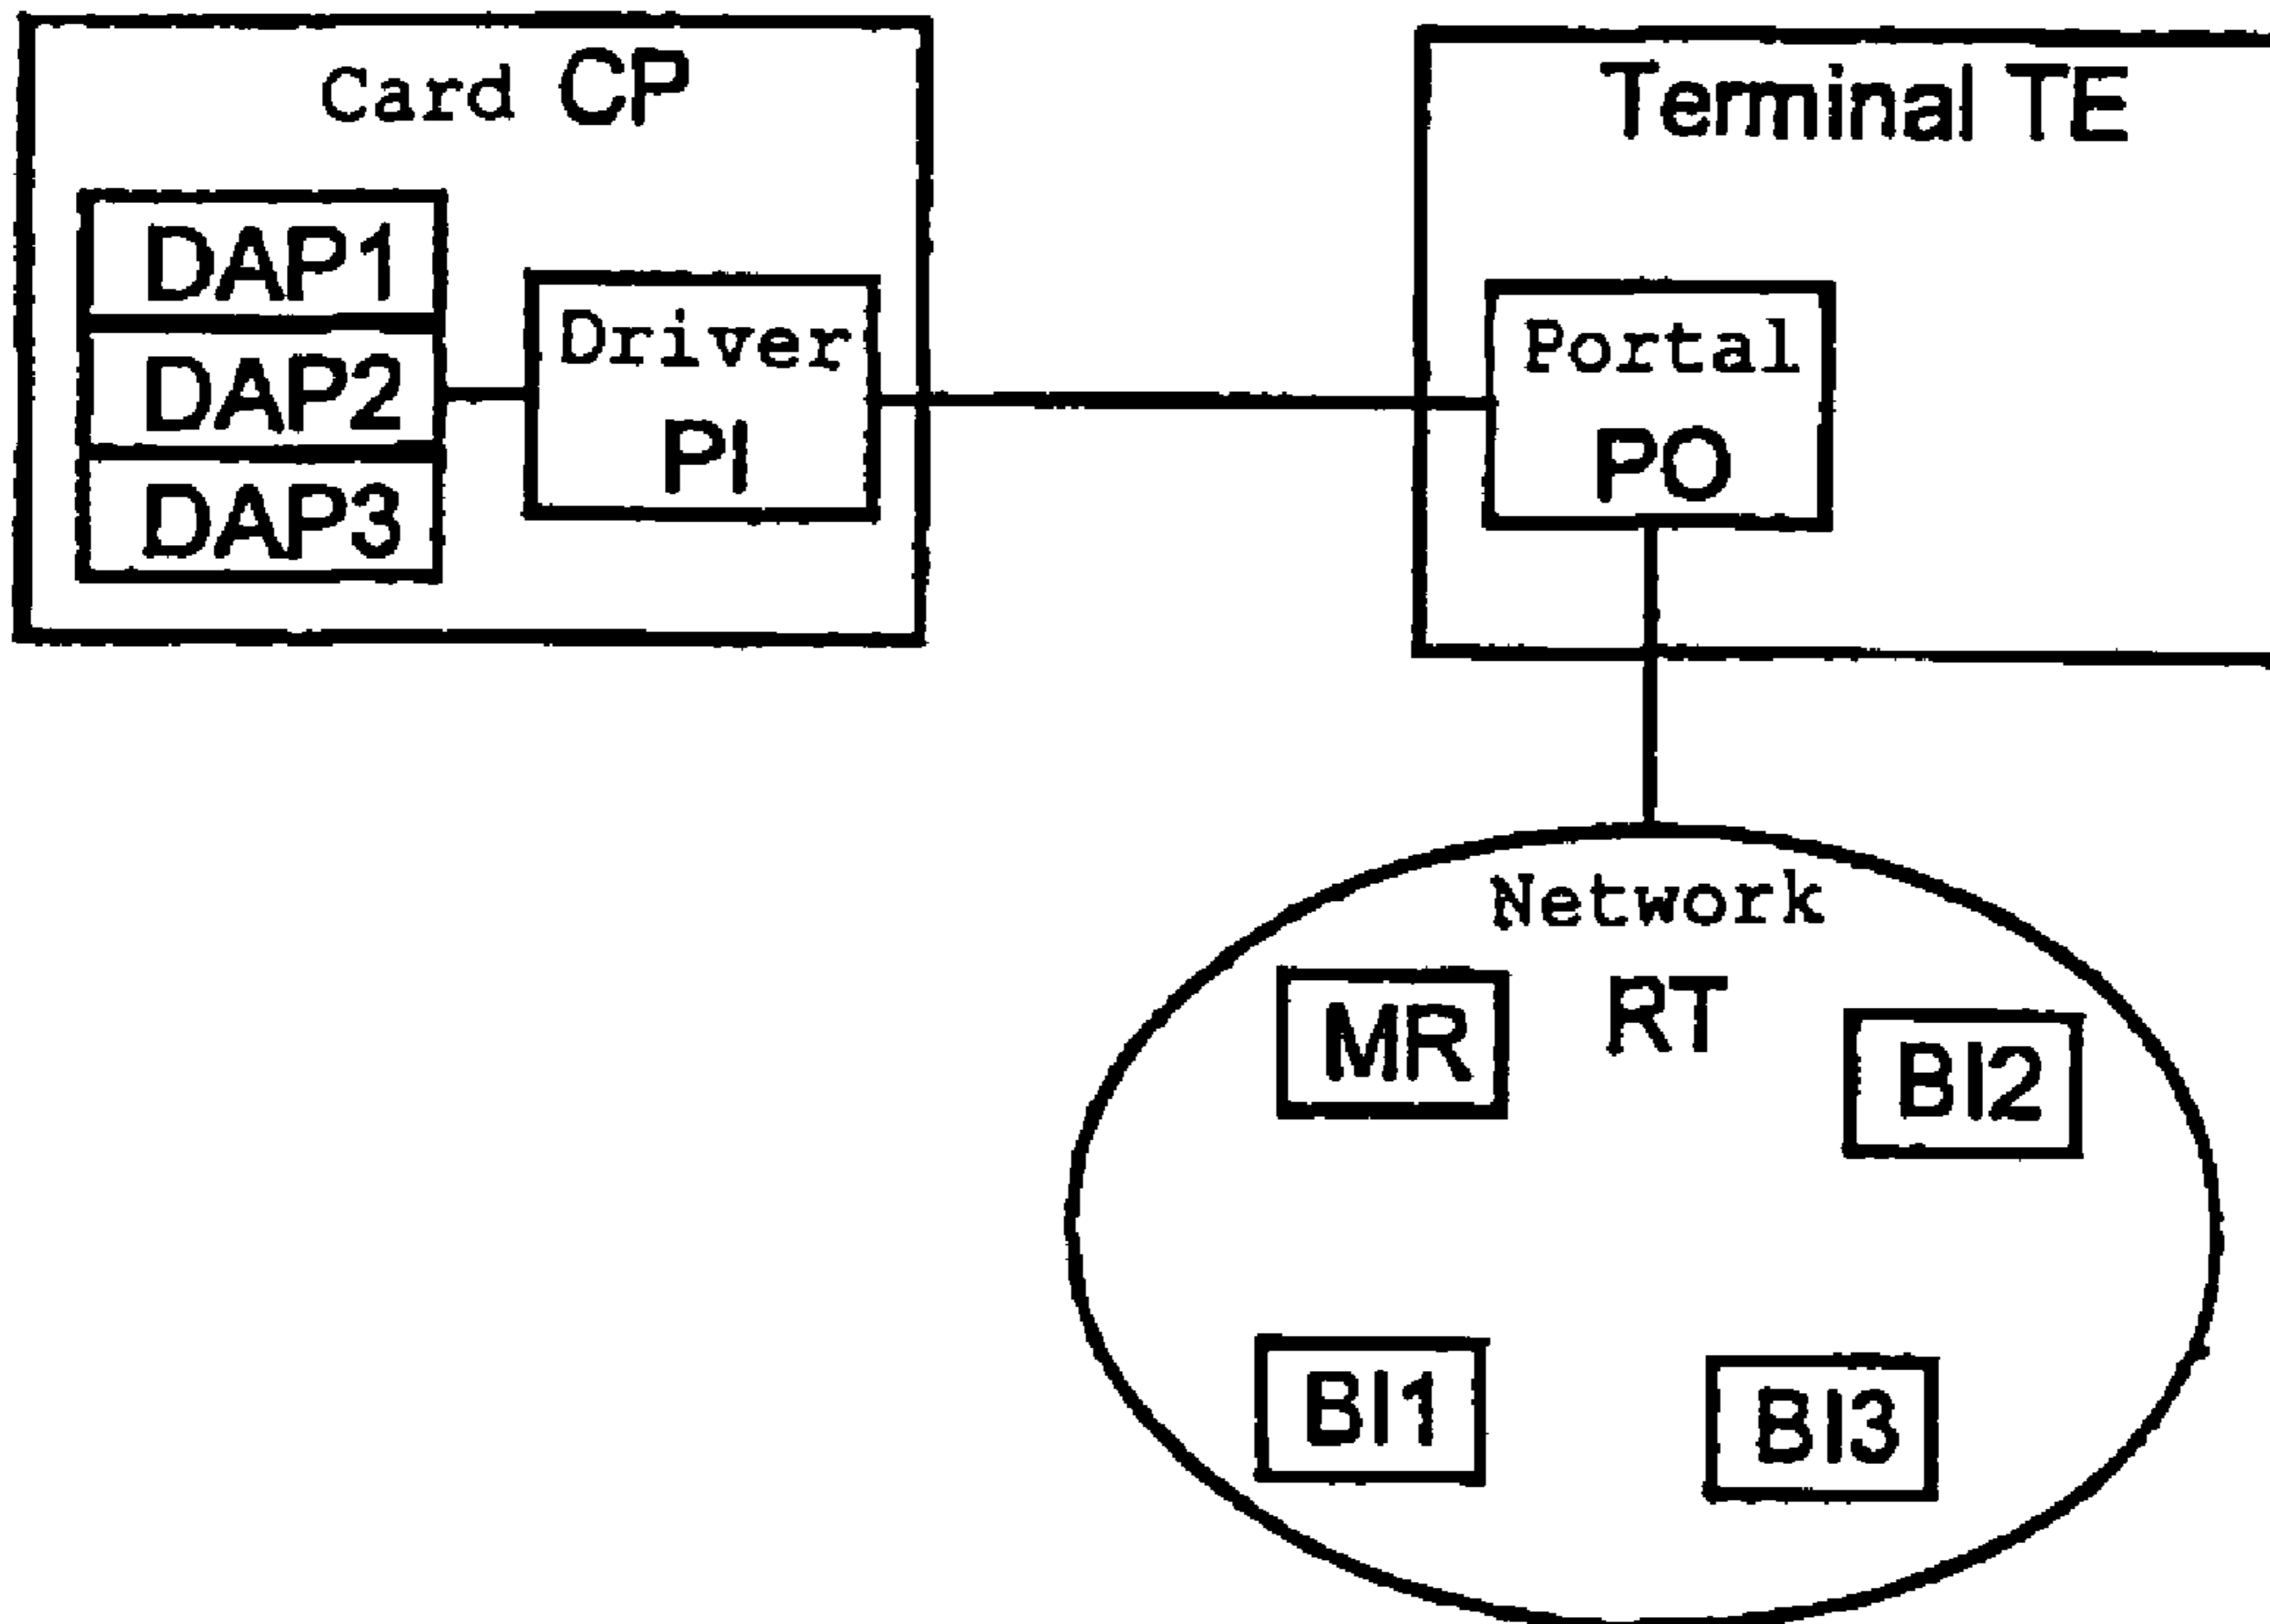 Card CP
DAP1
DAP2
DAP3
Driver
PI
Terminal TE
Portal
PO
Network
RT
MR
BI2
BI1
BI3